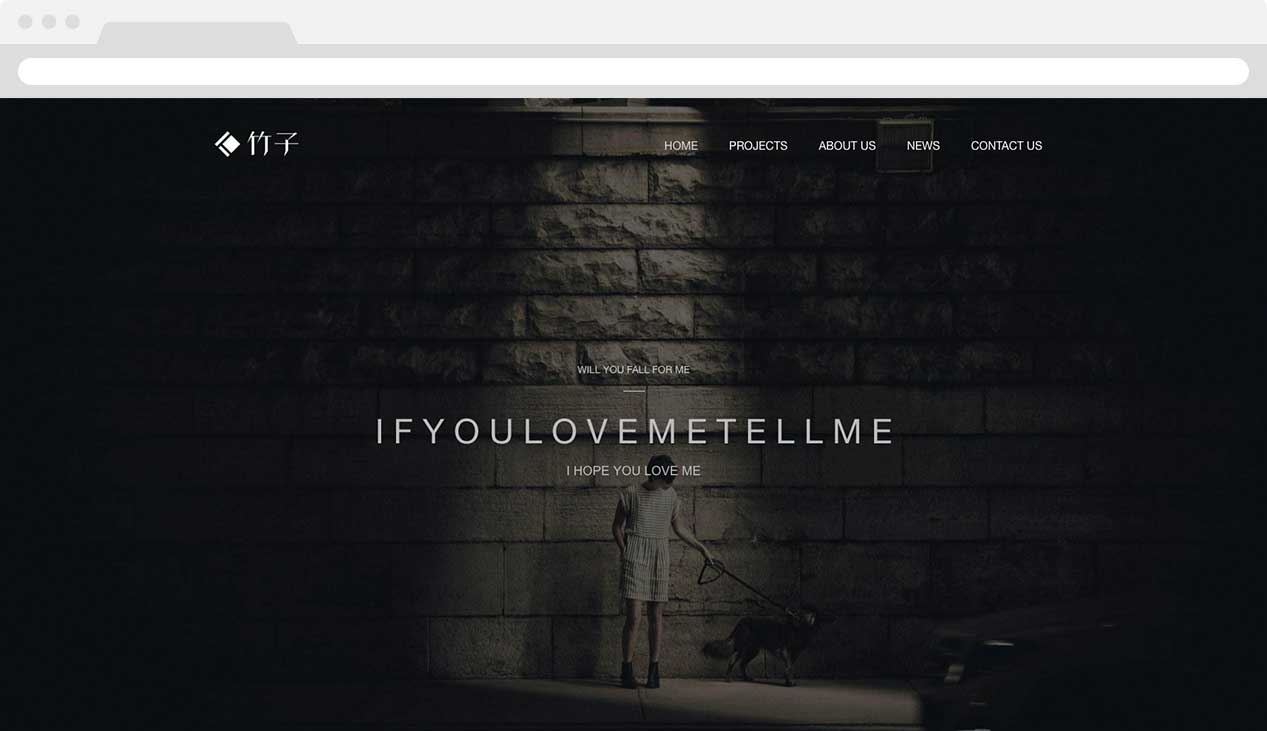 竹子
HOME PROJECTS ABOUT US NEWS CONTACT US
WILL YOU FALL FOR ME
IFYOULOVEMETELLME
I HOPE YOU LOVE ME